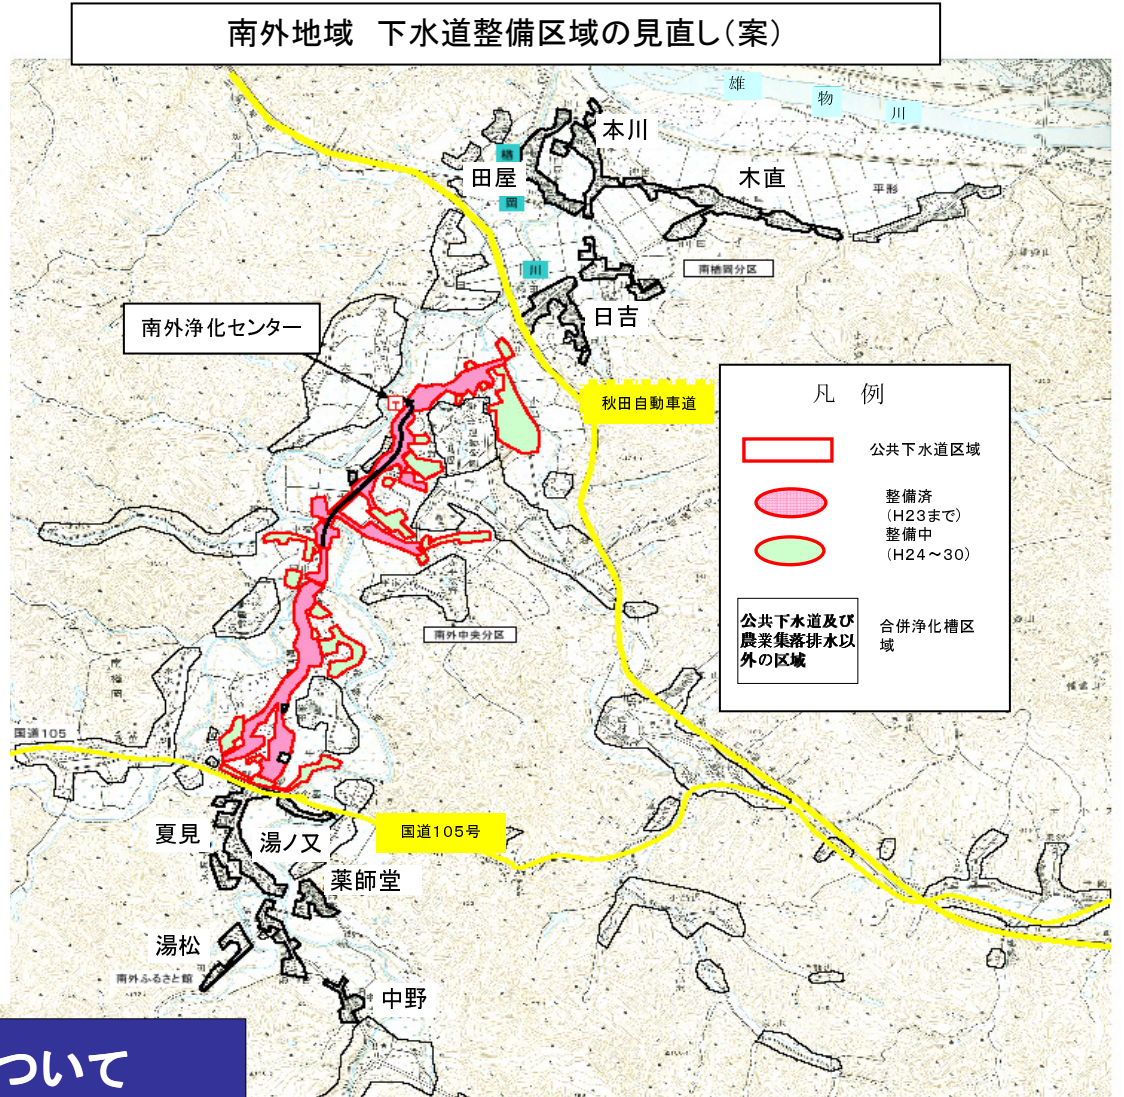 南外地域 下水道整備区域の見直し（案）
雄
物
川
本川
楢
田屋
木直
平形
岡
南楢岡分区
川
日吉
南外浄化センター
秋田自動車道
凡 例
公共下水道区域
整備済
(H23まで)
整備中
(H24～30)
公共下水道及び
農業集落排水以
外の区域
合併浄化槽区
域
南外中央分区
国道105
夏見
湯ノ又
国道105号
薬師堂
湯松
南外ふるさと館
中野
ついて